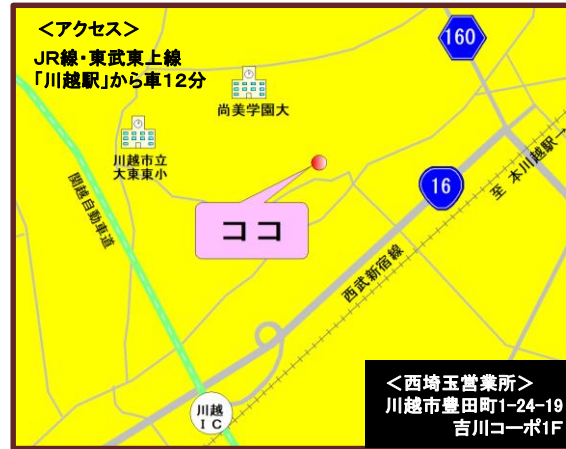 ＜アクセス＞
JR線・東武東上線
「川越駅」から車12分
160
尚美学園大
川越市立
大東東小
関越自動車道
16
至 本川越駅→
ココ
西武新宿線
川越
IC
＜西埼玉営業所＞
川越市豊田町1-24-19
吉川コーポ1F